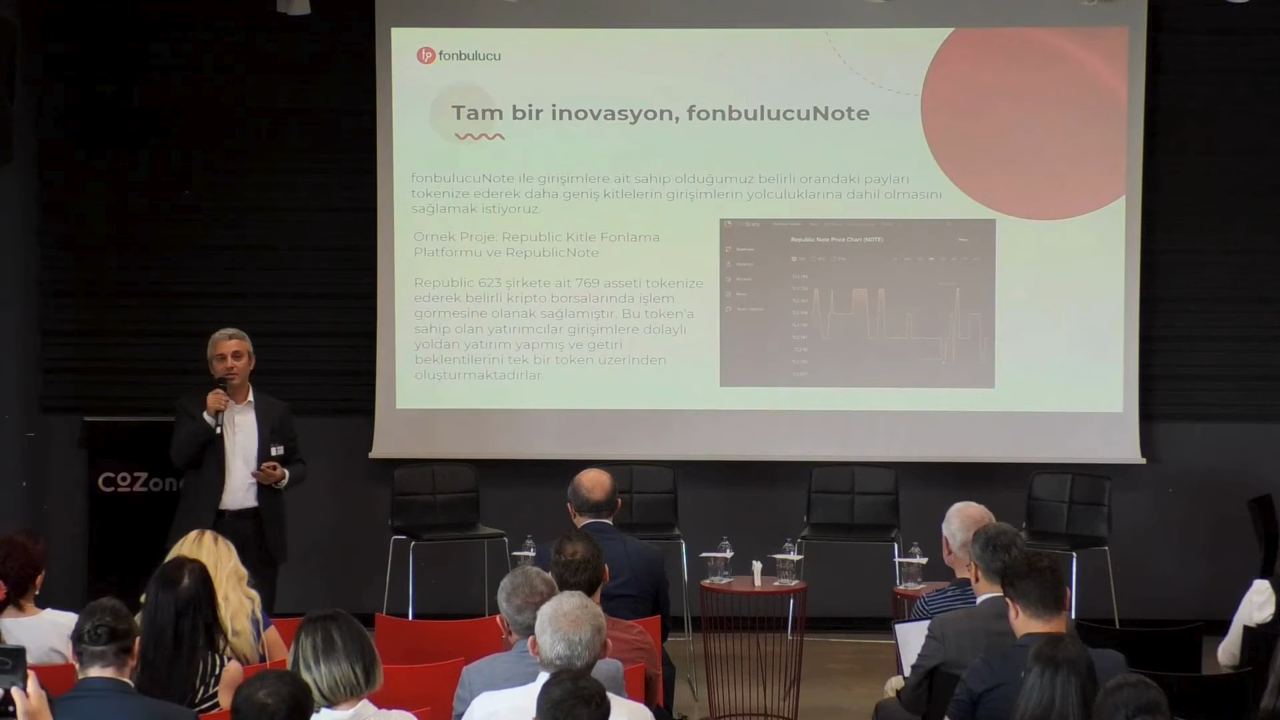 fonbulucu
Tam bir inovasyon, fonbulucuNote
fonbulucuNote ile girişimlere ait sahip olduğumuz belirli orandaki payları
tokenize ederek daha geniş kitlelerin girişimlerin yolculuklarına dahil olmasını
sağlamak istiyoruz.
Örnek Proje: Republic Kitle Fonlama
Platformu ve RepublicNote
Republic 623 şirkete ait 769 asseti tokenize
ederek belirli kripto borsalarında işlem
görmesine olanak sağlamıştır. Bu token'a
sahip olan yatırımcılar girişimlere dolaylı
yoldan yatırım yapmış ve getiri
beklentilerini tek bir token üzerinden
oluşturmaktadırlar.
Republic Note Price Chart (NOTE)
COZone